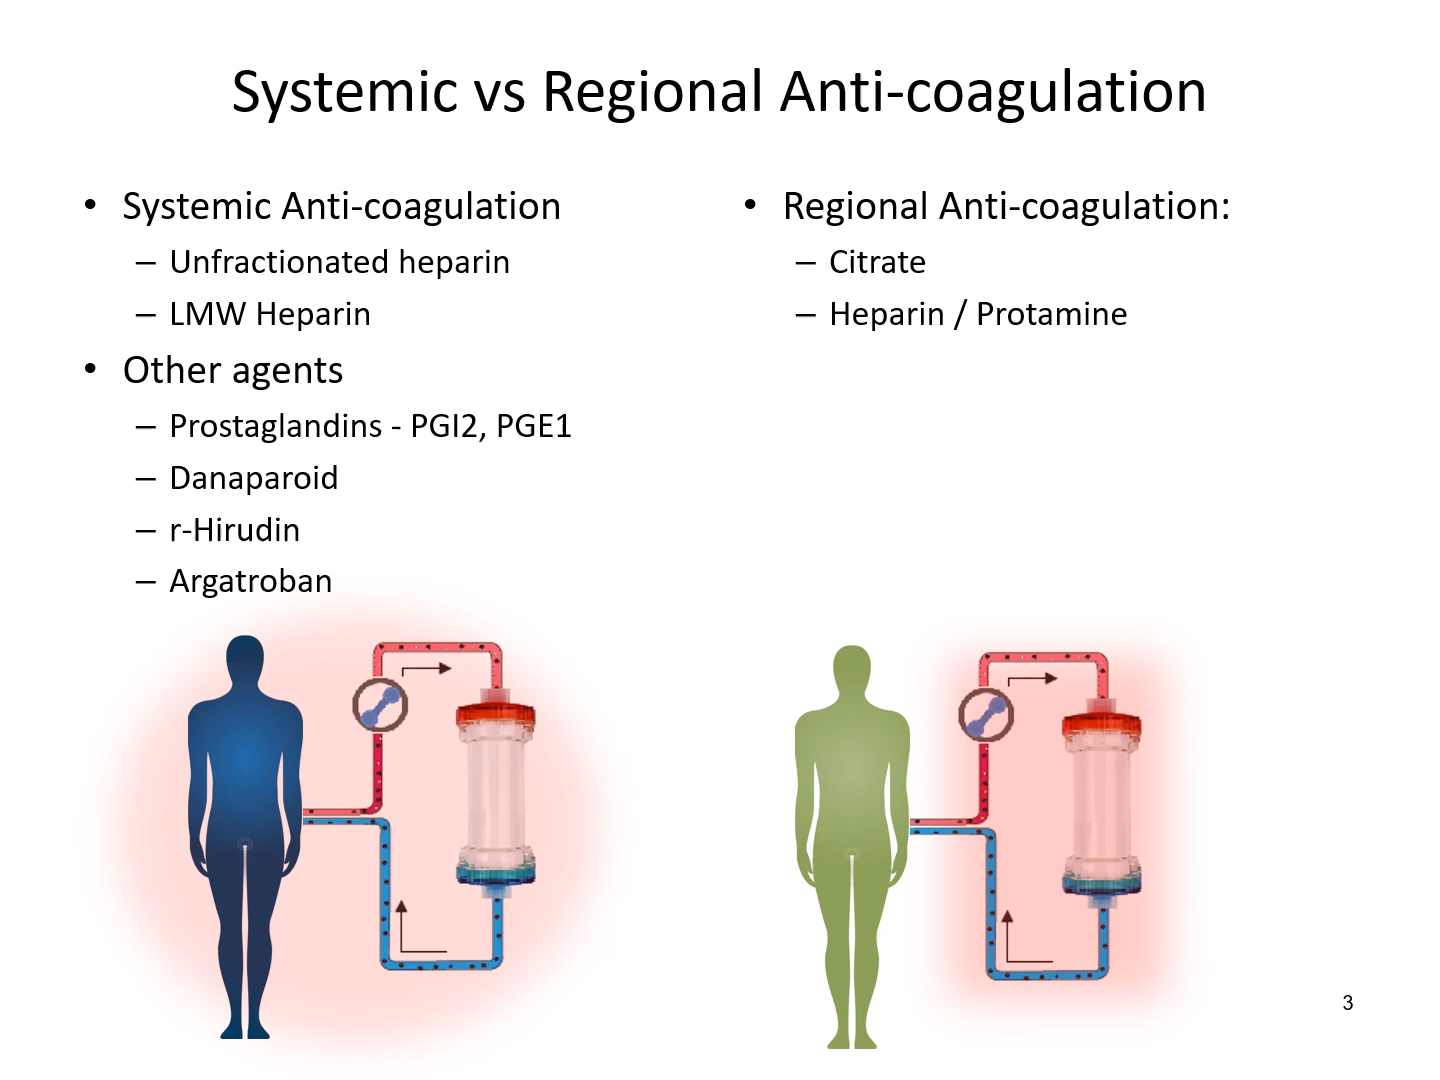 Systemic vs Regional Anti-coagulation
• Systemic Anti-coagulation
– Unfractionated heparin
– LMW Heparin
• Other agents
– Prostaglandins - PGI2, PGE1
– Danaparoid
– r-Hirudin
– Argatroban
• Regional Anti-coagulation:
– Citrate
– Heparin / Protamine
3